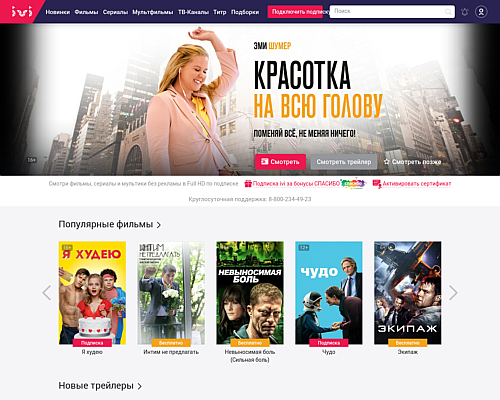 ivi Новинки Фильмы Сериалы Мультфильмы ТВ-Каналы Титр Подборки Подключить подписку Поиск
ЭМИ ШУМЕР
КРАСОТКА
НА ВСЮ ГОЛОВУ
ПОМЕНЯЙ ВСЁ, НЕ МЕНЯЯ НИЧЕГО!
16+ Смотреть Смотреть трейлер Смотреть позже
Смотри фильмы, сериалы и мультики без рекламы в Full HD по подписке Подписка ivi за бонусы СПАСИБО Активировать сертификат
Круглосуточная поддержка: 8-800-234-49-23
Популярные фильмы
Я ХУДЕЮ
ИНТИМ НЕ ПРЕДЛАГАТЬ
НЕВЫНОСИМАЯ БОЛЬ
ЧУДО
ЭКИПАЖ
Подписка Бесплатно Бесплатно Подписка Бесплатно
Я худею Интим не предлагать Невыносимая боль (Сильная боль) Чудо Экипаж
Новые трейлеры